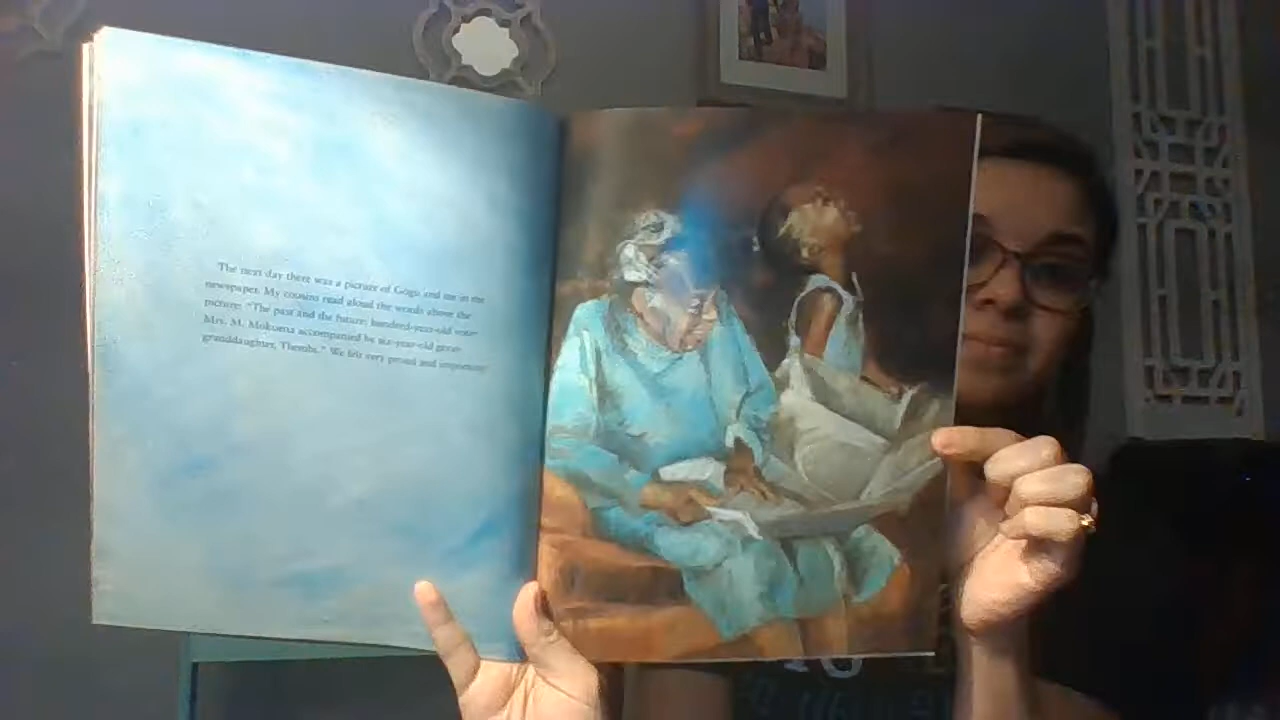 The next day there was a picture of Gogo and me in the
newspaper. My cousins read aloud the words above the
picture: "The past and the future: hundred-year-old voter
Mrs. M. Mokoena accompanied by six-year-old great-
granddaughter, Thembi." We felt very proud and important!